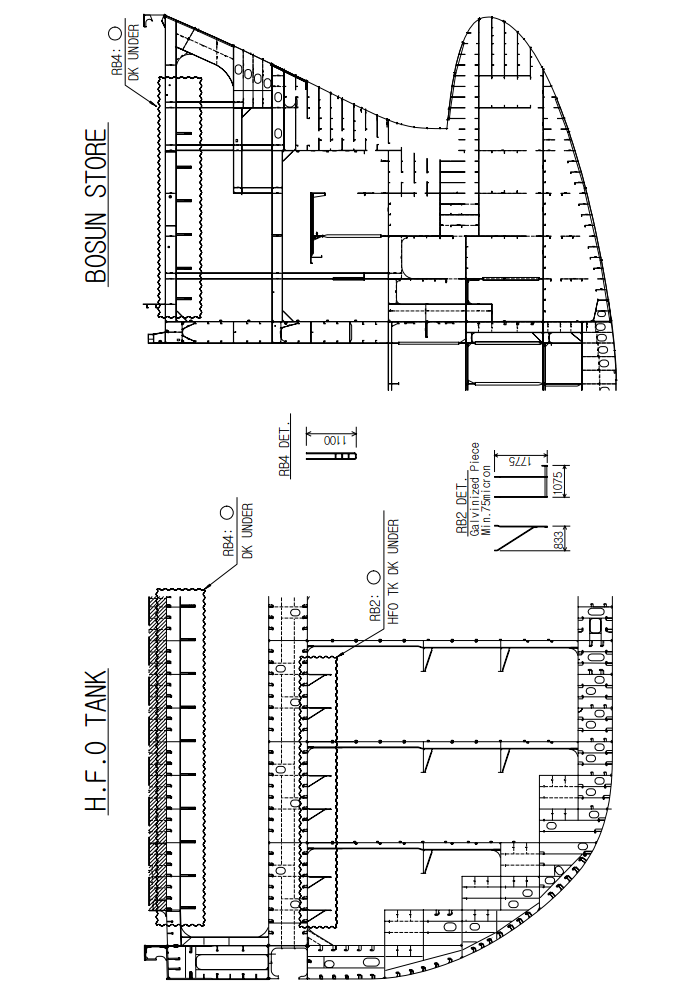 BOSUN STORE
RB4:
DK UNDER
RB4 DET.
1100
RB2 DET.
Galvinized Piece
Min.75micron
1775
1075
833
H.F.O TANK
RB4:
DK UNDER
RB2:
HFO TK DK UNDER